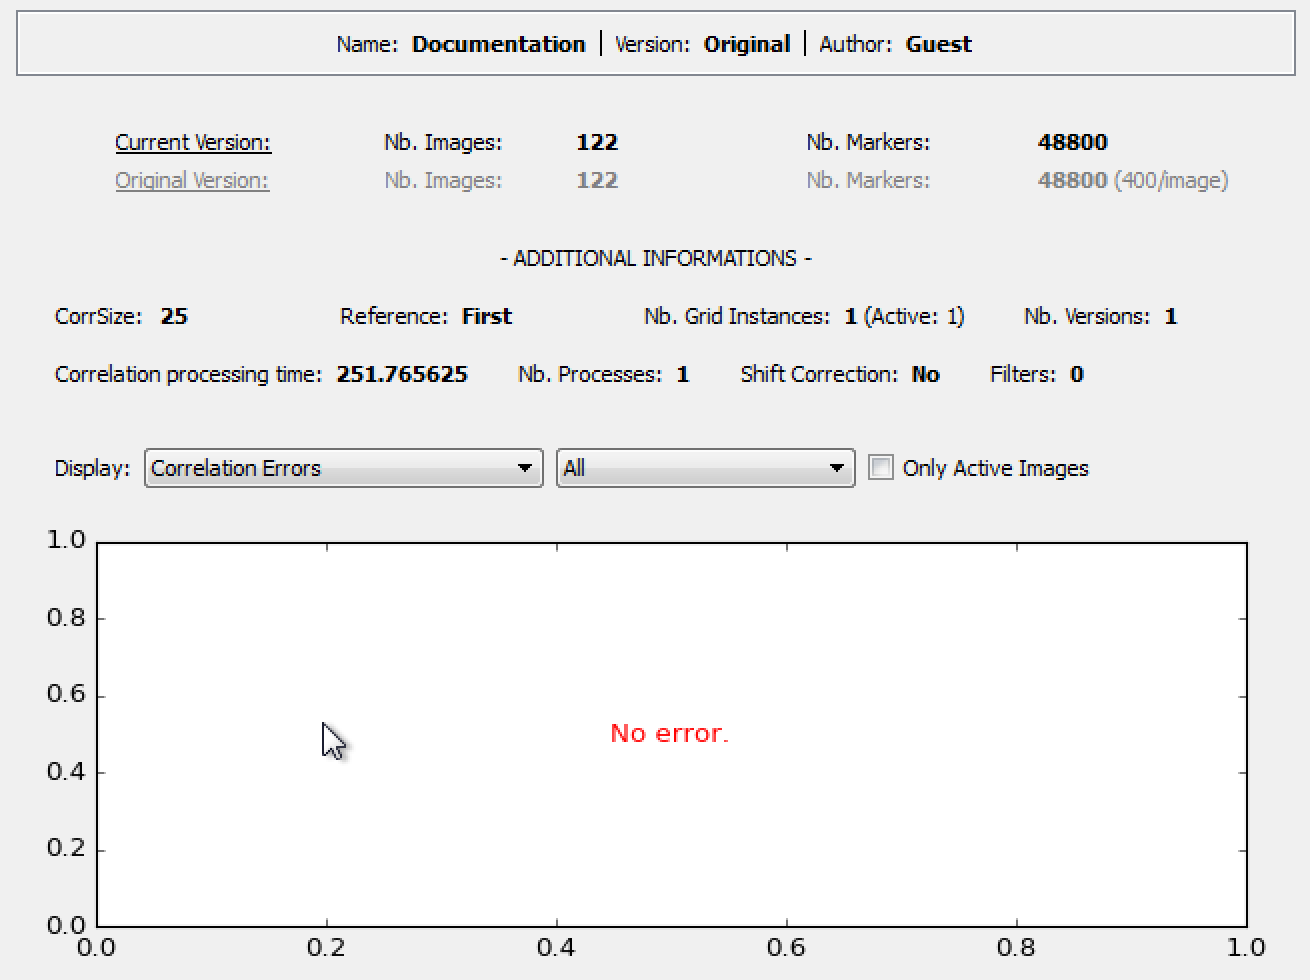 Name: Documentation | Version: Original | Author: Guest
Current Version: Nb. Images: 122 Nb. Markers: 48800
Original Version: Nb. Images: 122 Nb. Markers: 48800 (400/image)
- ADDITIONAL INFORMATIONS -
CorrSize: 25 Reference: First Nb. Grid Instances: 1 (Active: 1) Nb. Versions: 1
Correlation processing time: 251.765625 Nb. Processes: 1 Shift Correction: No Filters: 0
Display: Correlation Errors All Only Active Images
1.0
0.8
0.6
No error.
0.4
0.2
0.0
0.0 0.2 0.4 0.6 0.8 1.0